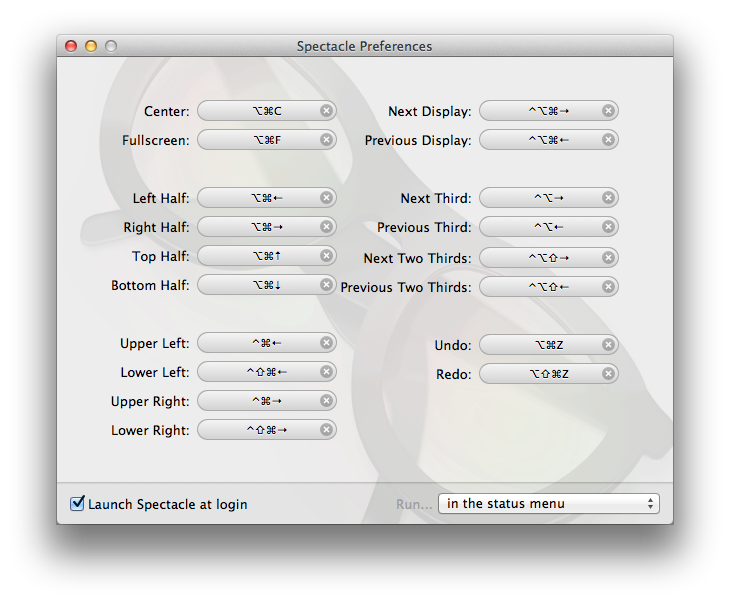 Spectacle Preferences
Center: ⌥⌘C
Fullscreen: ⌥⌘F
Left Half: ⌥⌘←
Right Half: ⌥⌘→
Top Half: ⌥⌘↑
Bottom Half: ⌥⌘↓
Upper Left: ^⌘←
Lower Left: ^⇧⌘←
Upper Right: ^⌘→
Lower Right: ^⇧⌘→
Next Display: ^⌥⌘→
Previous Display: ^⌥⌘←
Next Third: ^⌥→
Previous Third: ^⌥←
Next Two Thirds: ^⌥⇧→
Previous Two Thirds: ^⌥⇧←
Undo: ⌥⌘Z
Redo: ⌥⇧⌘Z
Launch Spectacle at login
Run... in the status menu